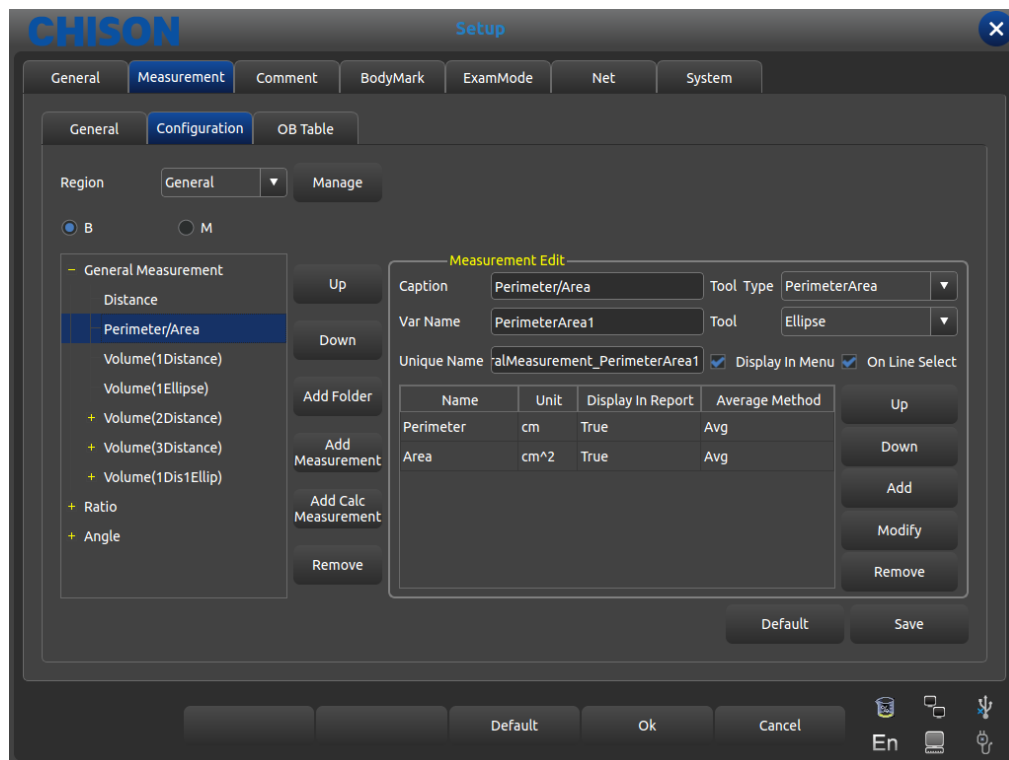 CHISON
Setup
General Measurement Comment BodyMark ExamMode Net System
General Configuration OB Table
Region General Manage
B M
General Measurement
Distance
Perimeter/Area
Volume(1Distance)
Volume(1Ellipse)
Volume(2Distance)
Volume(3Distance)
Volume(1Dis1Ellip)
Ratio
Angle
Up
Down
Add Folder
Add
Measurement
Add Calc
Measurement
Remove
Measurement Edit
Caption Perimeter/Area Tool Type PerimeterArea
Var Name PerimeterArea1 Tool Ellipse
Unique Name alMeasurement_PerimeterArea1 Display In Menu On Line Select
Name Unit Display In Report Average Method
Perimeter cm True Avg
Area cm^2 True Avg
Up
Down
Add
Modify
Remove
Default Save
Default Ok Cancel
En